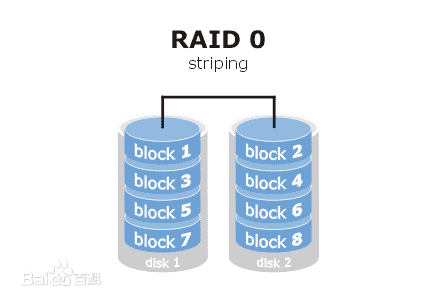 RAID 0
striping
block 1
block 3
block 5
block 7
disk 1
block 2
block 4
block 6
block 8
disk 2
Bai百科